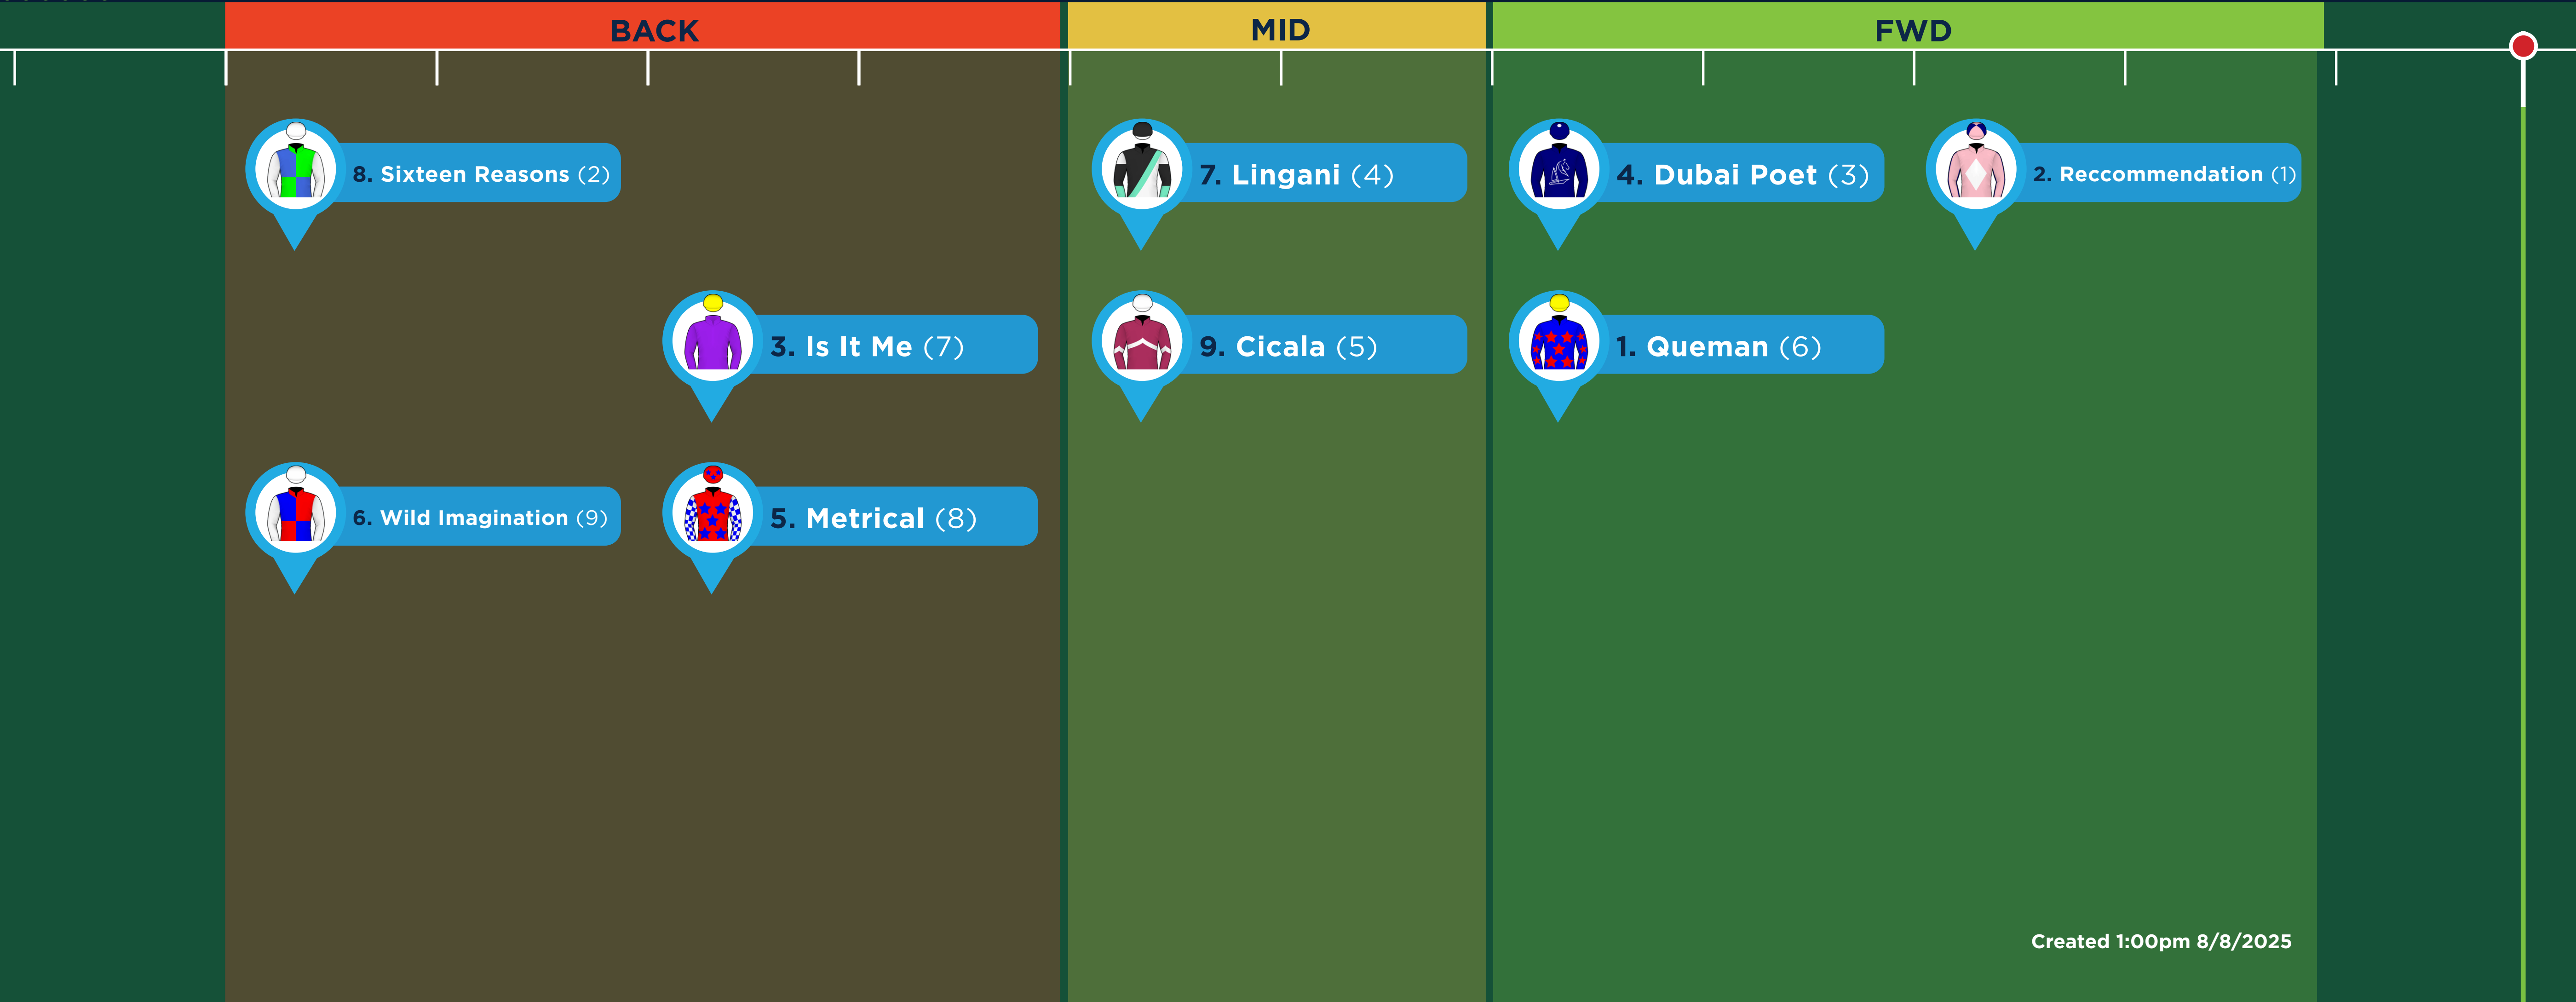 BACK
MID
FWD
8. Sixteen Reasons (2)
7. Lingani (4)
4. Dubai Poet (3)
2. Reccommendation (1)
3. Is It Me (7)
9. Cicala (5)
1. Queman (6)
6. Wild Imagination (9)
5. Metrical (8)
Created 1:00pm 8/8/2025